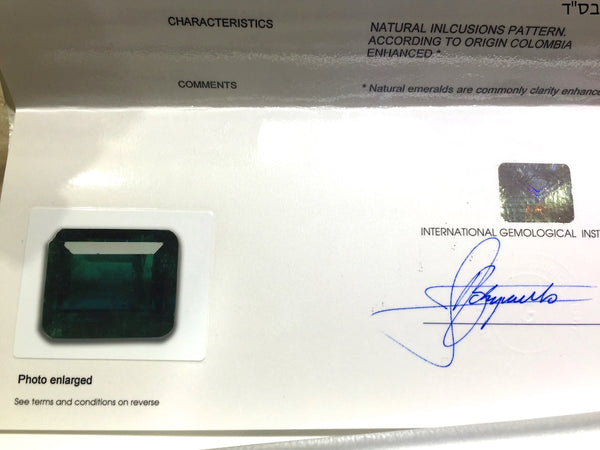 בס"ד
CHARACTERISTICS
NATURAL INLCUSIONS PATTERN.
ACCORDING TO ORIGIN COLOMBIA
ENHANCED *
COMMENTS
* Natural emeralds are commonly clarity enhance
INTERNATIONAL GEMOLOGICAL INST
Photo enlarged
See terms and conditions on reverse